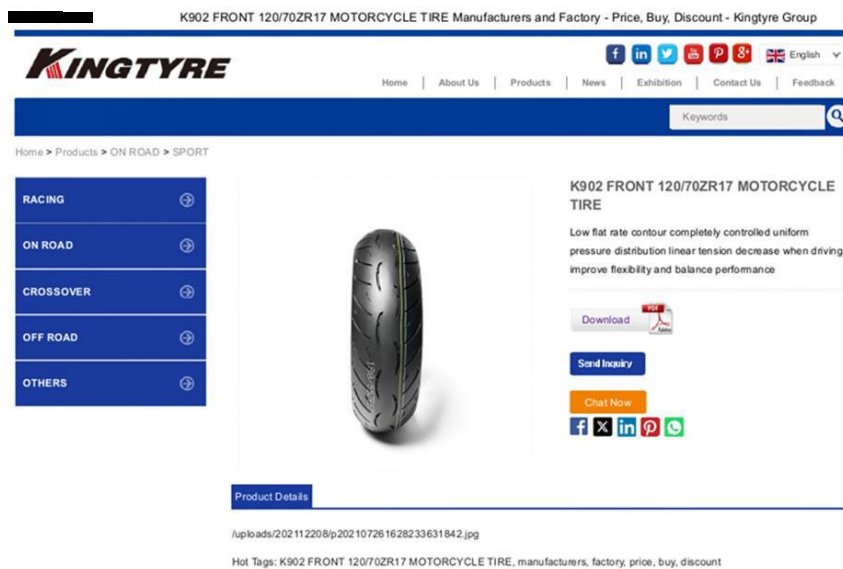 K902 FRONT 120/70ZR17 MOTORCYCLE TIRE Manufacturers and Factory - Price, Buy, Discount - Kingtyre Group
KINGTYRE
English
Home | About Us | Products | News | Exhibition | Contact Us | Feedback
Keywords
Home > Products > ON ROAD > SPORT
RACING
ON ROAD
CROSSOVER
OFF ROAD
OTHERS
K902 FRONT 120/70ZR17 MOTORCYCLE
TIRE
Low flat rate contour completely controlled uniform
pressure distribution linear tension decrease when driving
improve flexibility and balance performance
Download
PDF
Adobe
Send Inquiry
Chat Now
Product Details
/uploads/202112208/p202107261628233631842.jpg
Hot Tags: K902 FRONT 120/70ZR17 MOTORCYCLE TIRE, manufacturers, factory, price, buy, discount